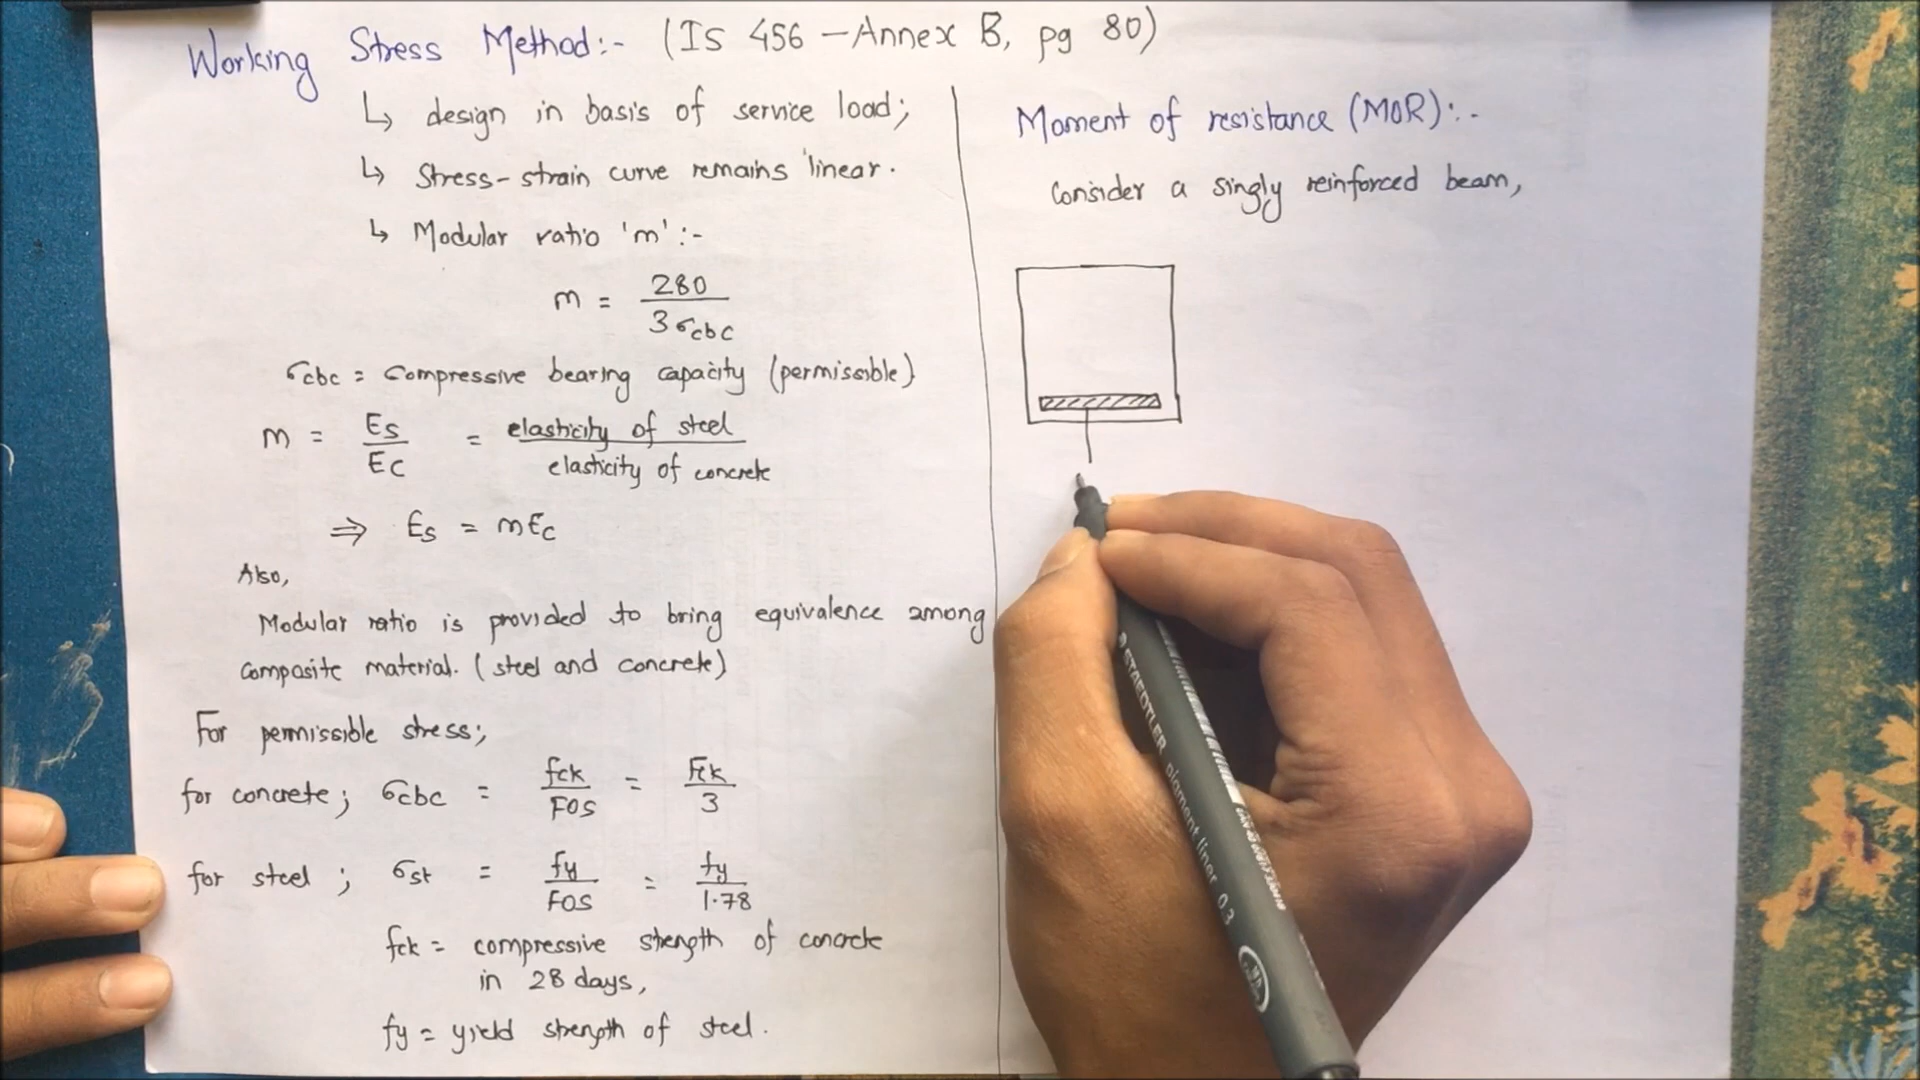 Working Stress Method:- (IS 456 - Annex B, pg 80)
↳ design in basis of service load;
↳ Stress-strain curve remains linear.
↳ Modular ratio 'm':-
m = 280 / 3σcbc
σcbc = Compressive bearing capacity (permissible)
m = Es / Ec = elasticity of steel / elasticity of concrete
⇒ Es = mEc
Also,
Modular ratio is provided to bring equivalence among
composite material. (steel and concrete)
For permissible stress;
for concrete; σcbc = fck / FOS = Fck / 3
for steel; σst = fy / FOS = fy / 1.78
fck = compressive strength of concrete
in 28 days,
fy = yield strength of steel.
Moment of resistance (MOR):-
Consider a singly reinforced beam,
STAEDTLER pigment liner 0.3